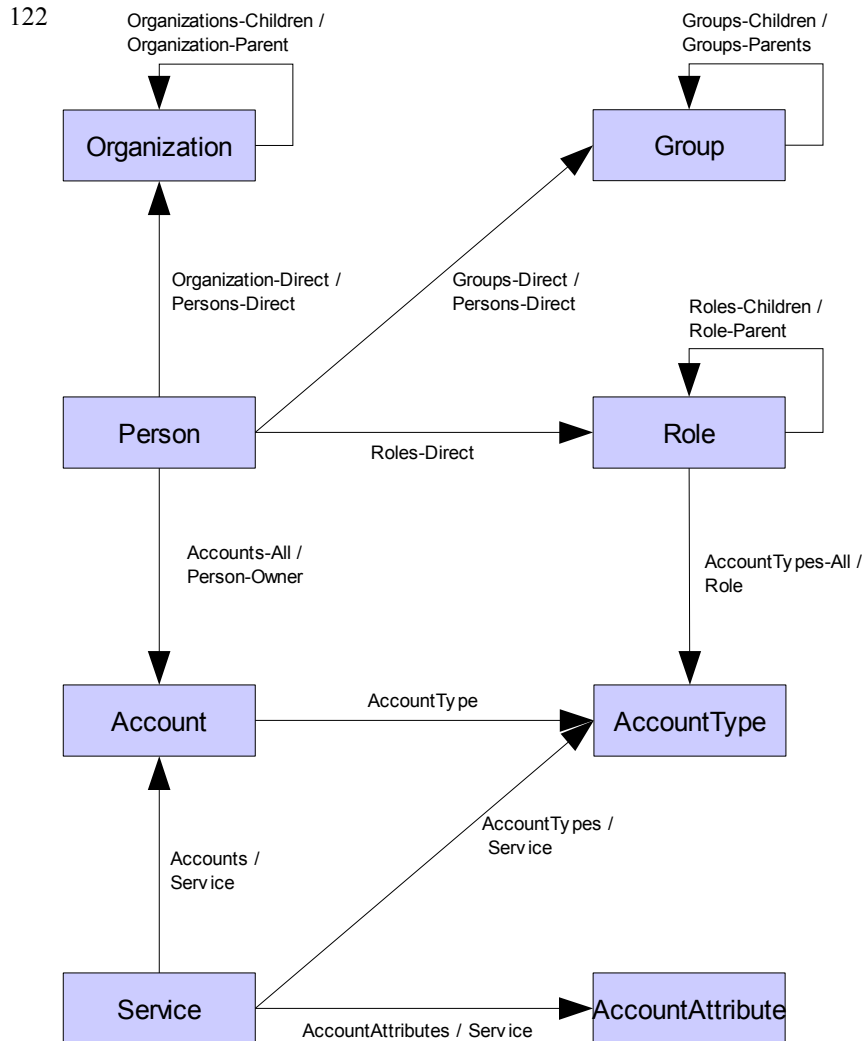 122
Organizations-Children /
Organization-Parent
Groups-Children /
Groups-Parents
Organization
Group
Organization-Direct /
Persons-Direct
Groups-Direct /
Persons-Direct
Roles-Children /
Role-Parent
Person
Role
Roles-Direct
Accounts-All /
Person-Owner
AccountTypes-All /
Role
AccountType
Account
AccountType
AccountTypes /
Service
Accounts /
Service
Service
AccountAttribute
AccountAttributes / Service